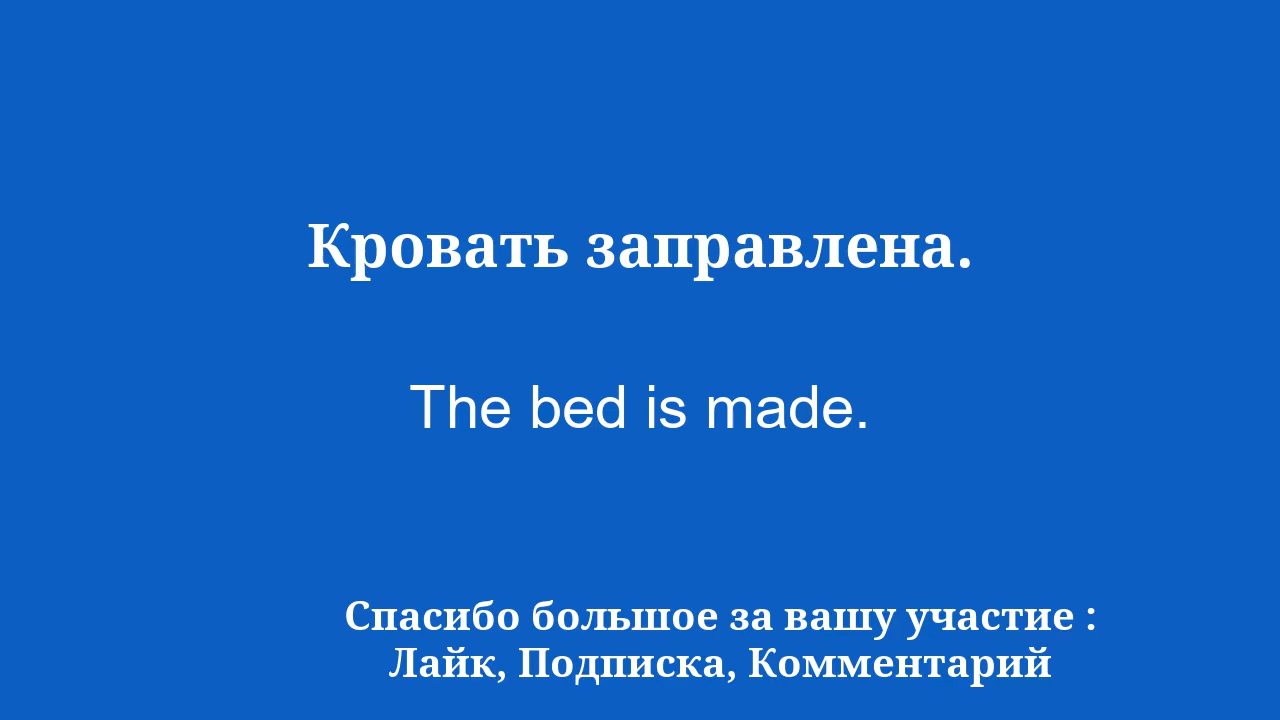 Кровать заправлена.
The bed is made.
Спасибо большое за вашу участие :
Лайк, Подписка, Комментарий